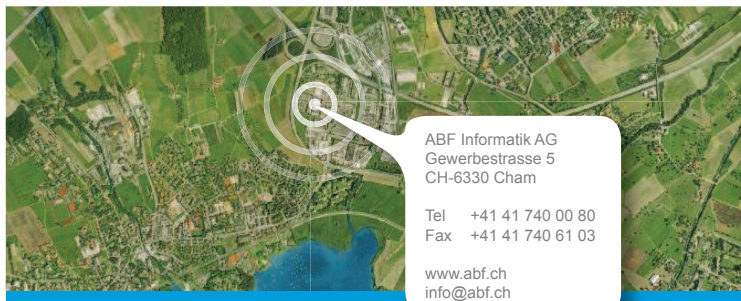 ABF Informatik AG
Gewerbestrasse 5
CH-6330 Cham
Tel +41 41 740 00 80
Fax +41 41 740 61 03
www.abf.ch
info@abf.ch